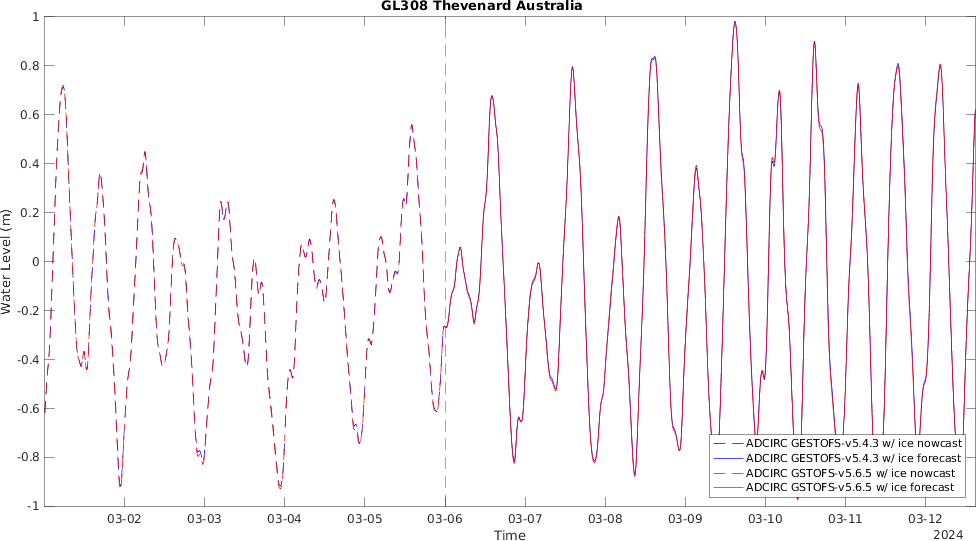 GL308 Thevenard Australia
1
0.8
0.6
0.4
0.2
0
-0.2
-0.4
-0.6
-0.8
-1
Water Level (m)
ADCIRC GESTOFS-v5.4.3 w/ ice nowcast
ADCIRC GESTOFS-v5.4.3 w/ ice forecast
ADCIRC GSTOFS-v5.6.5 w/ ice nowcast
ADCIRC GSTOFS-v5.6.5 w/ ice forecast
03-02 03-03 03-04 03-05 03-06 03-07 03-08 03-09 03-10 03-11 03-12
Time
2024